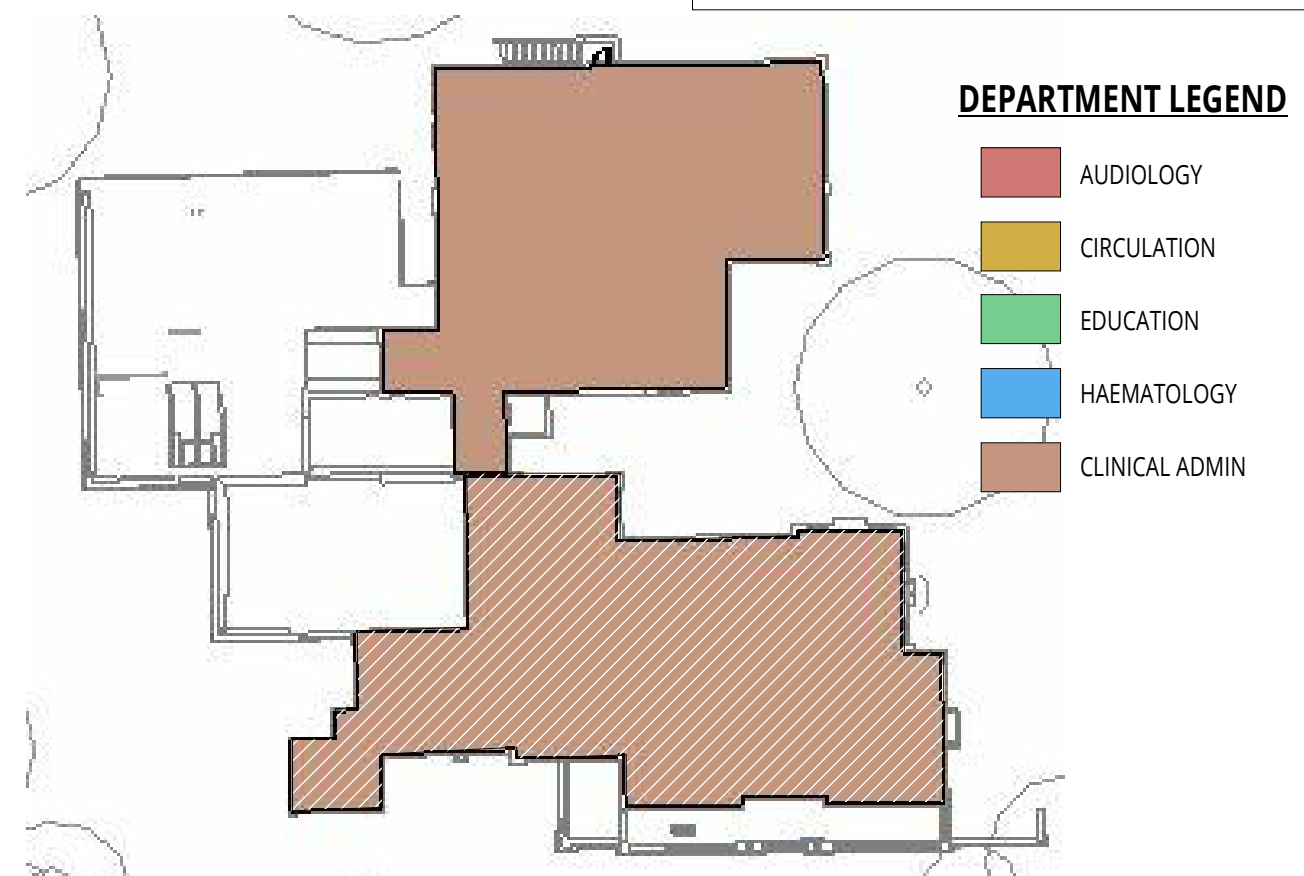 DEPARTMENT LEGEND
AUDIOLOGY
CIRCULATION
EDUCATION
HAEMATOLOGY
CLINICAL ADMIN